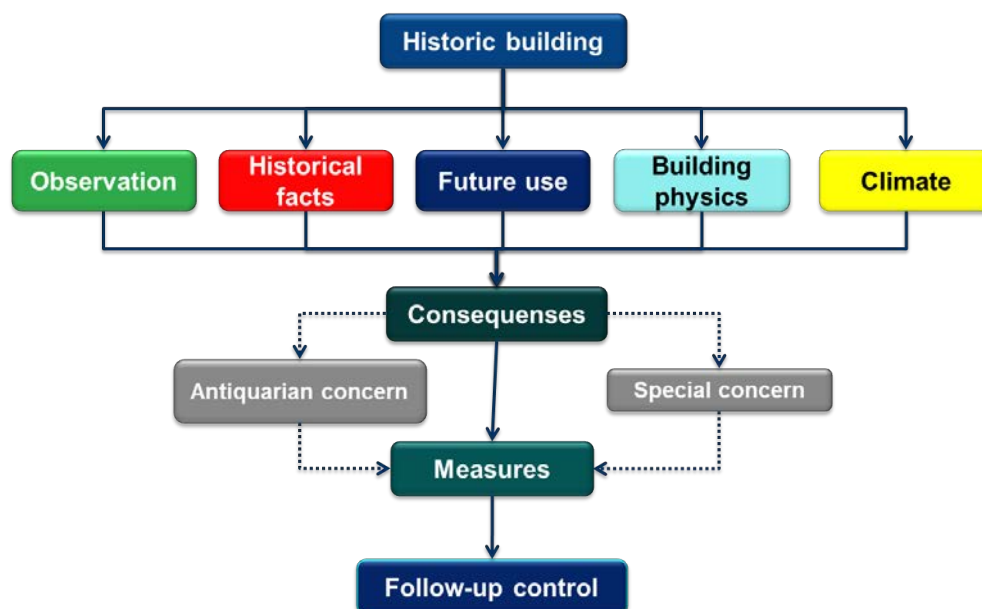 Historic building
Observation
Historical
facts
Future use
Building
physics
Climate
Consequenses
Antiquarian concern
Special concern
Measures
Follow-up control